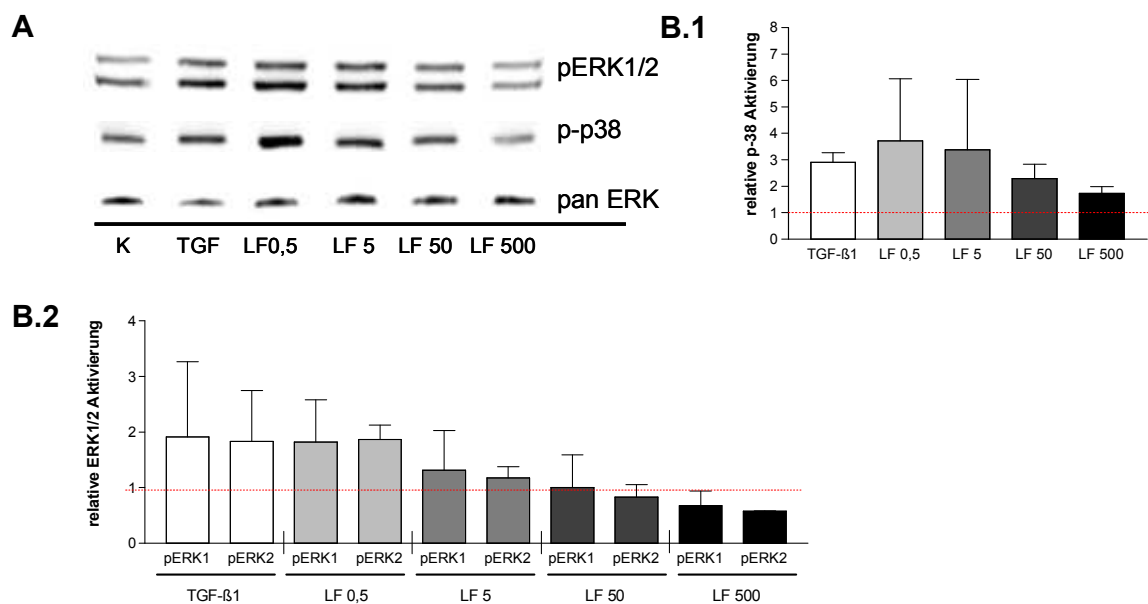 A
pERK1/2
p-p38
pan ERK
K TGF LF0,5 LF 5 LF 50 LF 500
B.1
relative p-38 Aktivierung
8
7
6
5
4
3
2
1
0
TGF-ß1 LF 0,5 LF 5 LF 50 LF 500
B.2
relative ERK1/2 Aktivierung
4
3
2
1
0
pERK1 pERK2 pERK1 pERK2 pERK1 pERK2 pERK1 pERK2 pERK1 pERK2
TGF-ß1 LF 0,5 LF 5 LF 50 LF 500